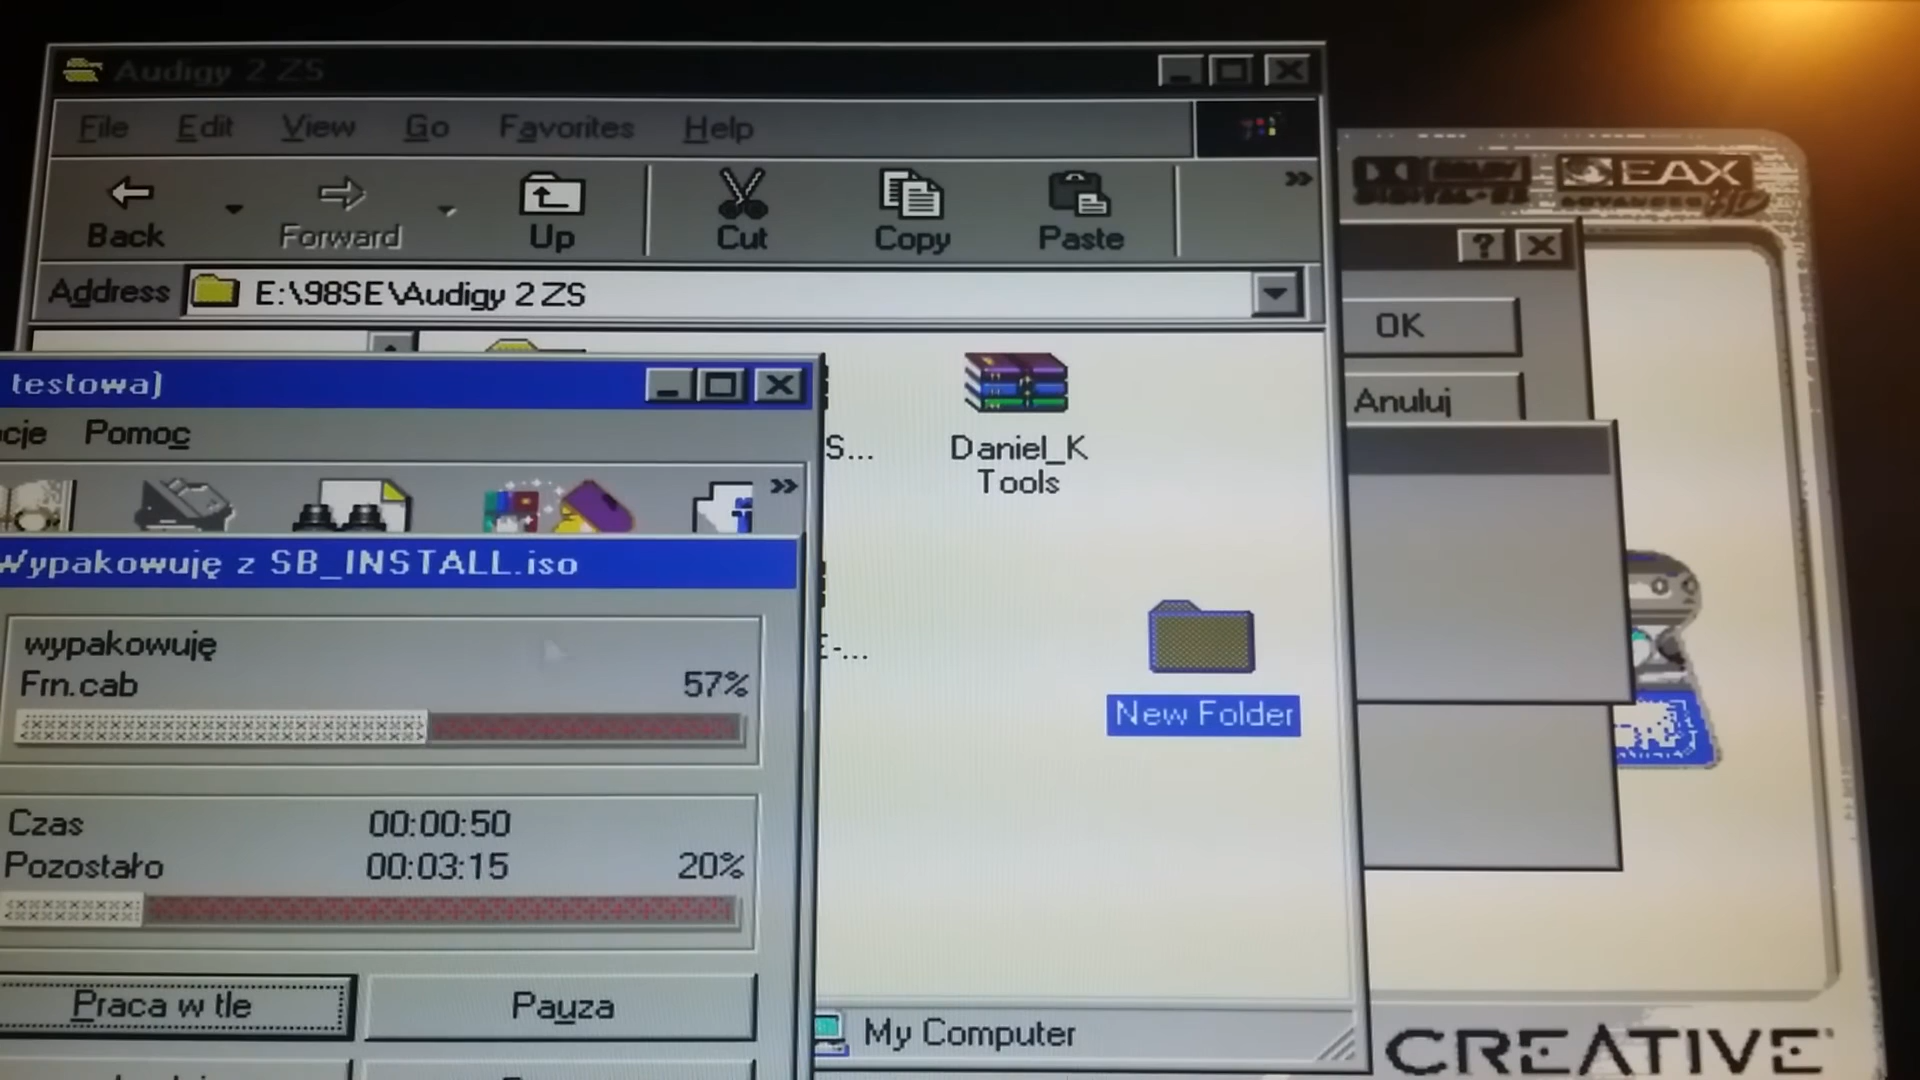 Audigy 2 ZS
File Edit View Go Favorites Help
Back Forward Up Cut Copy Paste »
Address E:\98SE\Audigy 2 ZS
EAX
ADVANCED HD
? X
OK
Anuluj
testowa)
cje Pomoc
»
S...
Daniel_K
Tools
Wypakowuję z SB_INSTALL.iso
wypakowuję
Frn.cab 57%
-...
New Folder
Czas 00:00:50
Pozostało 00:03:15 20%
Praca w tle Pauza
My Computer
CREATIVE